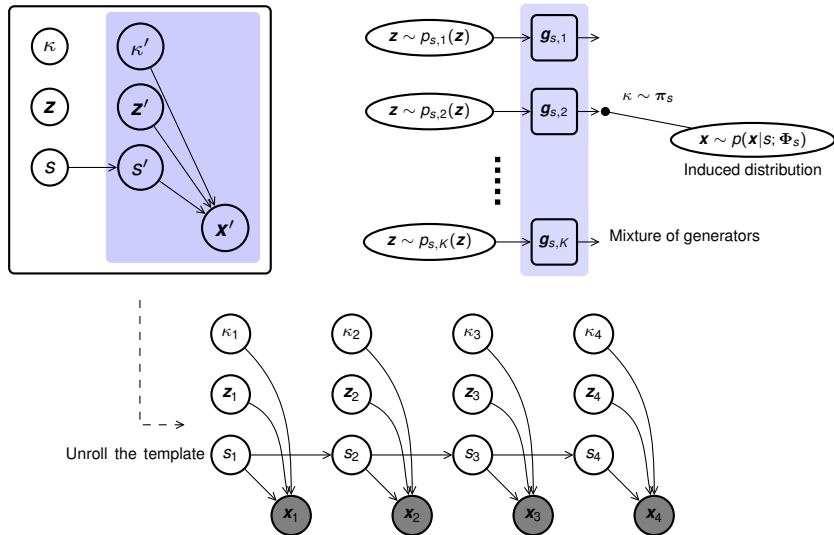 κ κ′
z z′
s s′
x′
z ∼ p_{s,1}(z) g_{s,1}
z ∼ p_{s,2}(z) g_{s,2} κ ∼ π_s
x ∼ p(x|s; Φ_s)
Induced distribution
z ∼ p_{s,K}(z) g_{s,K} Mixture of generators
κ₁ κ₂ κ₃ κ₄
z₁ z₂ z₃ z₄
Unroll the template s₁ s₂ s₃ s₄
x₁ x₂ x₃ x₄